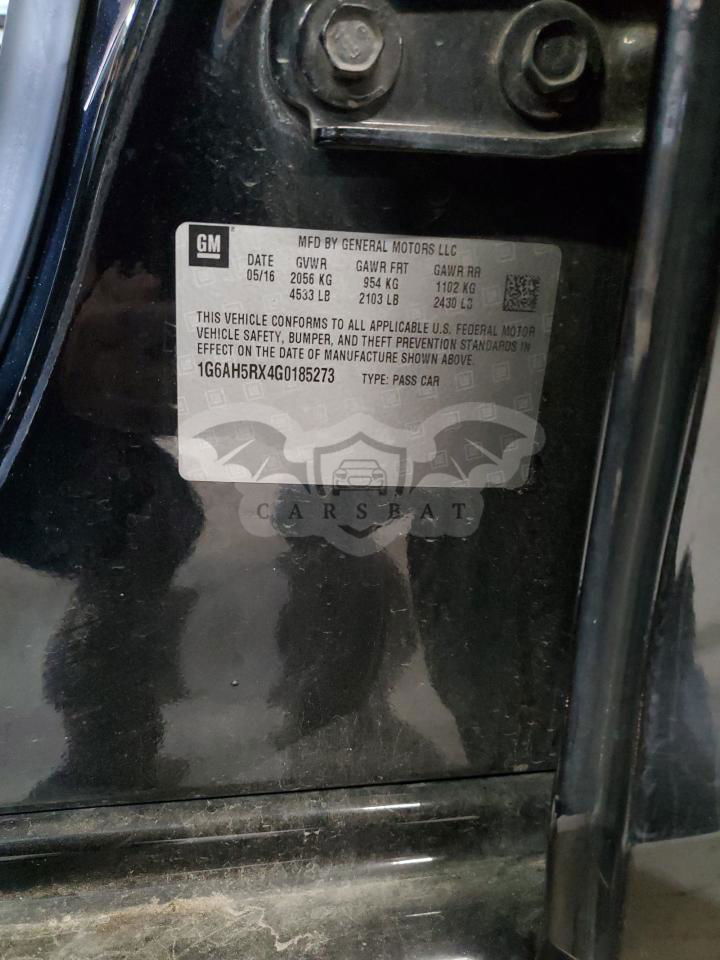 GM
MFD BY GENERAL MOTORS LLC
DATE GVWR GAWR FRT GAWR RR
05/16 2056 KG 954 KG 1102 KG
4533 LB 2103 LB 2430 LB
THIS VEHICLE CONFORMS TO ALL APPLICABLE U.S. FEDERAL MOTOR
VEHICLE SAFETY, BUMPER, AND THEFT PREVENTION STANDARDS IN
EFFECT ON THE DATE OF MANUFACTURE SHOWN ABOVE.
1G6AH5RX4G0185273 TYPE: PASS CAR
CARSBAT